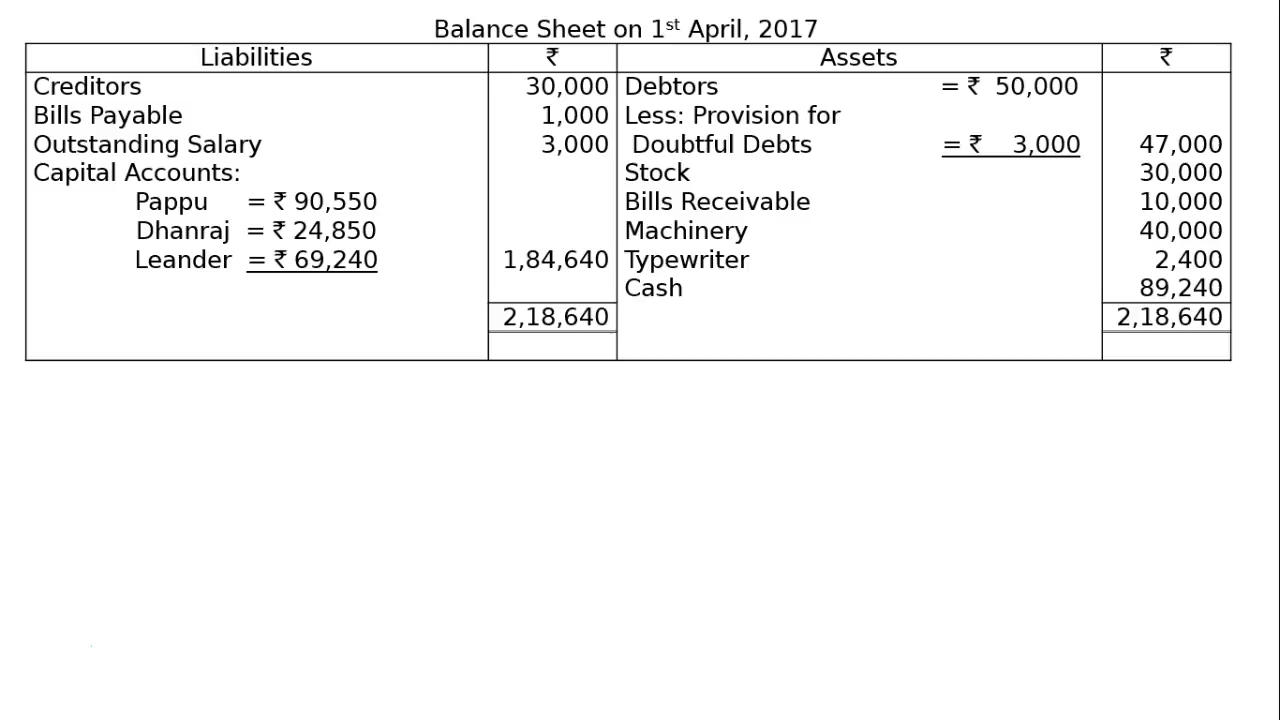 Balance Sheet on 1st April, 2017
Liabilities ₹ Assets ₹
Creditors 30,000 Debtors = ₹ 50,000
Bills Payable 1,000 Less: Provision for
Outstanding Salary 3,000 Doubtful Debts = ₹ 3,000 47,000
Capital Accounts: Stock 30,000
Pappu = ₹ 90,550 Bills Receivable 10,000
Dhanraj = ₹ 24,850 Machinery 40,000
Leander = ₹ 69,240 1,84,640 Typewriter 2,400
Cash 89,240
2,18,640 2,18,640